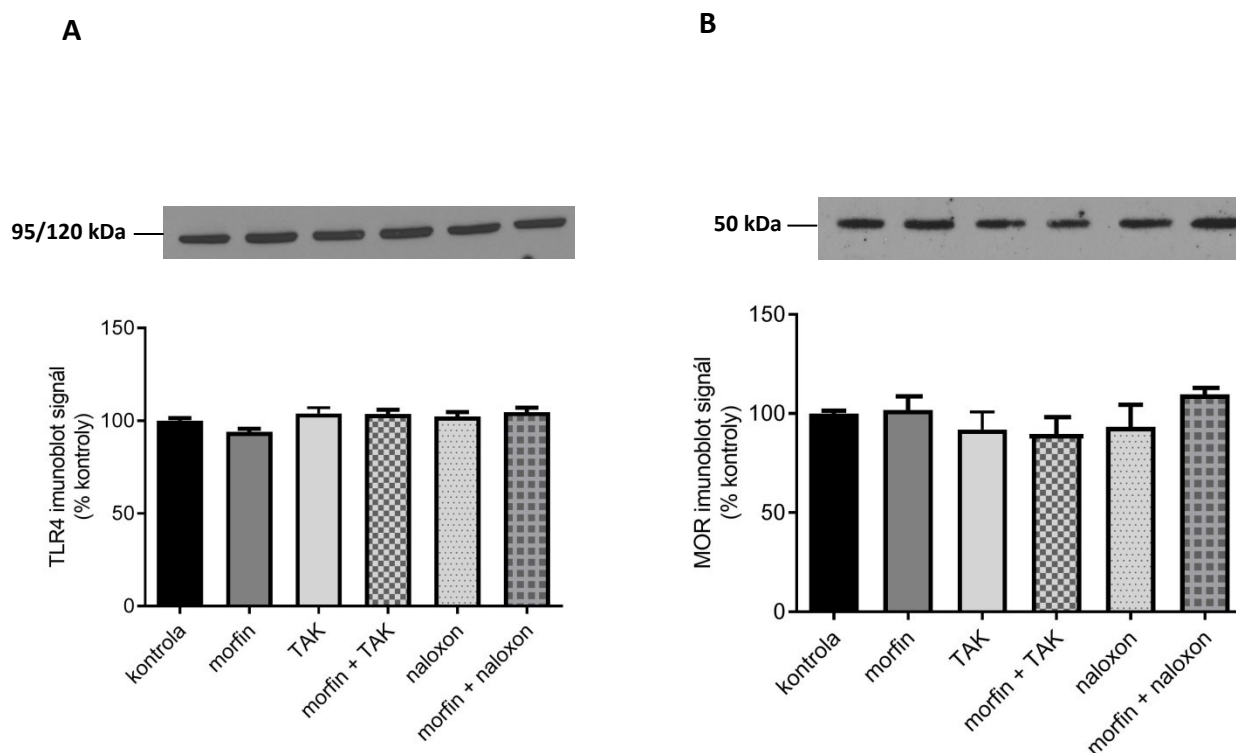 A
95/120 kDa
TLR4 imunoblot signál
(% kontroly)
150
100
50
0
kontrola
morfin
TAK
morfin + TAK
naloxon
morfin + naloxon
B
50 kDa
MOR imunoblot signál
(% kontroly)
150
100
50
0
kontrola
morfin
TAK
morfin + TAK
naloxon
morfin + naloxon